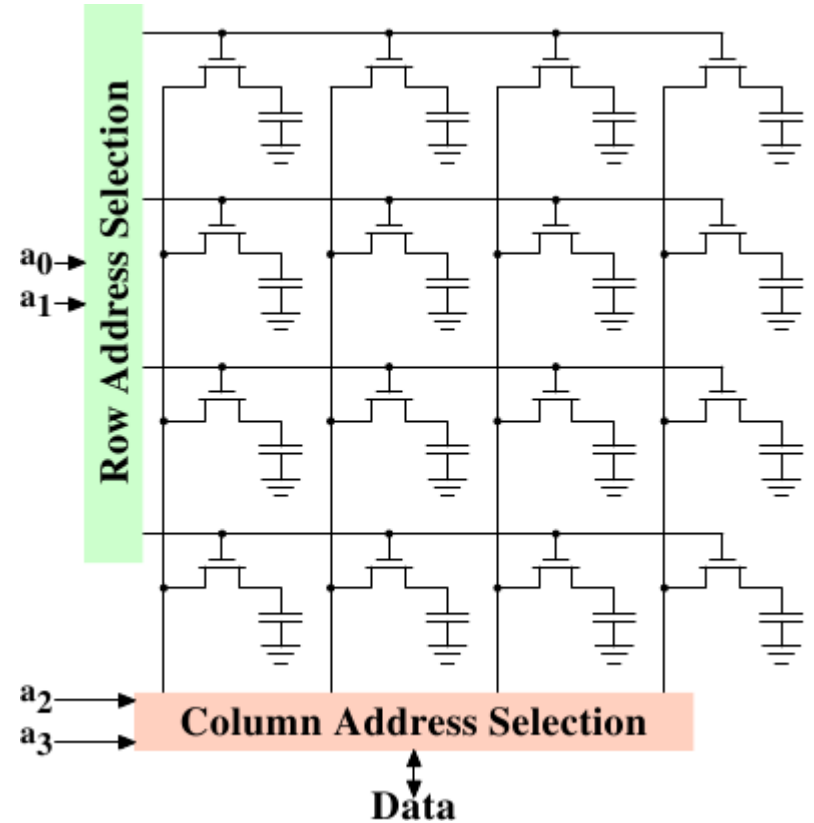 Row Address Selection
a0
a1
a2
a3
Column Address Selection
Data